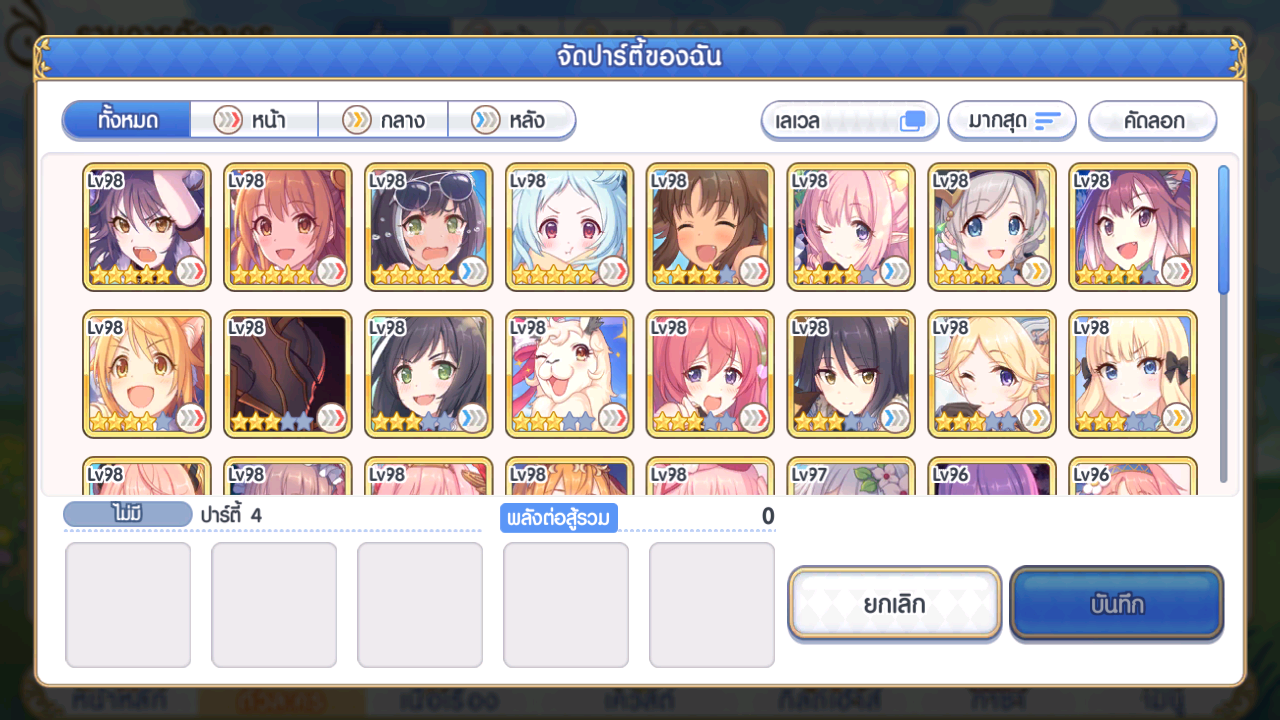 จัดปาร์ตี้ของฉัน
ทั้งหมด หน้า กลาง หลัง เลเวล มากสุด คัดลอก
Lv98 Lv98 Lv98 Lv98 Lv98 Lv98 Lv98 Lv98
Lv98 Lv98 Lv98 Lv98 Lv98 Lv98 Lv98 Lv98
Lv98 Lv98 Lv98 Lv98 Lv98 Lv97 Lv96 Lv96
ไม่มี ปาร์ตี้ 4 พลังต่อสู้รวม 0
ยกเลิก บันทึก